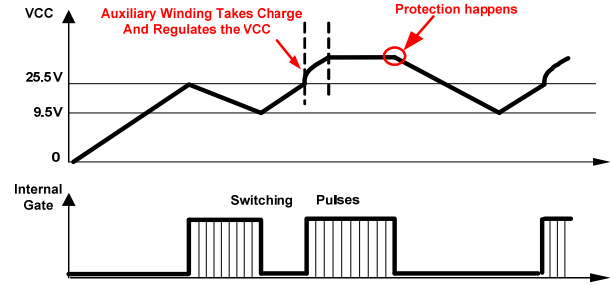 VCC
Auxiliary Winding Takes Charge
And Regulates the VCC
Protection happens
25.5V
9.5V
0
Internal
Gate
Switching Pulses